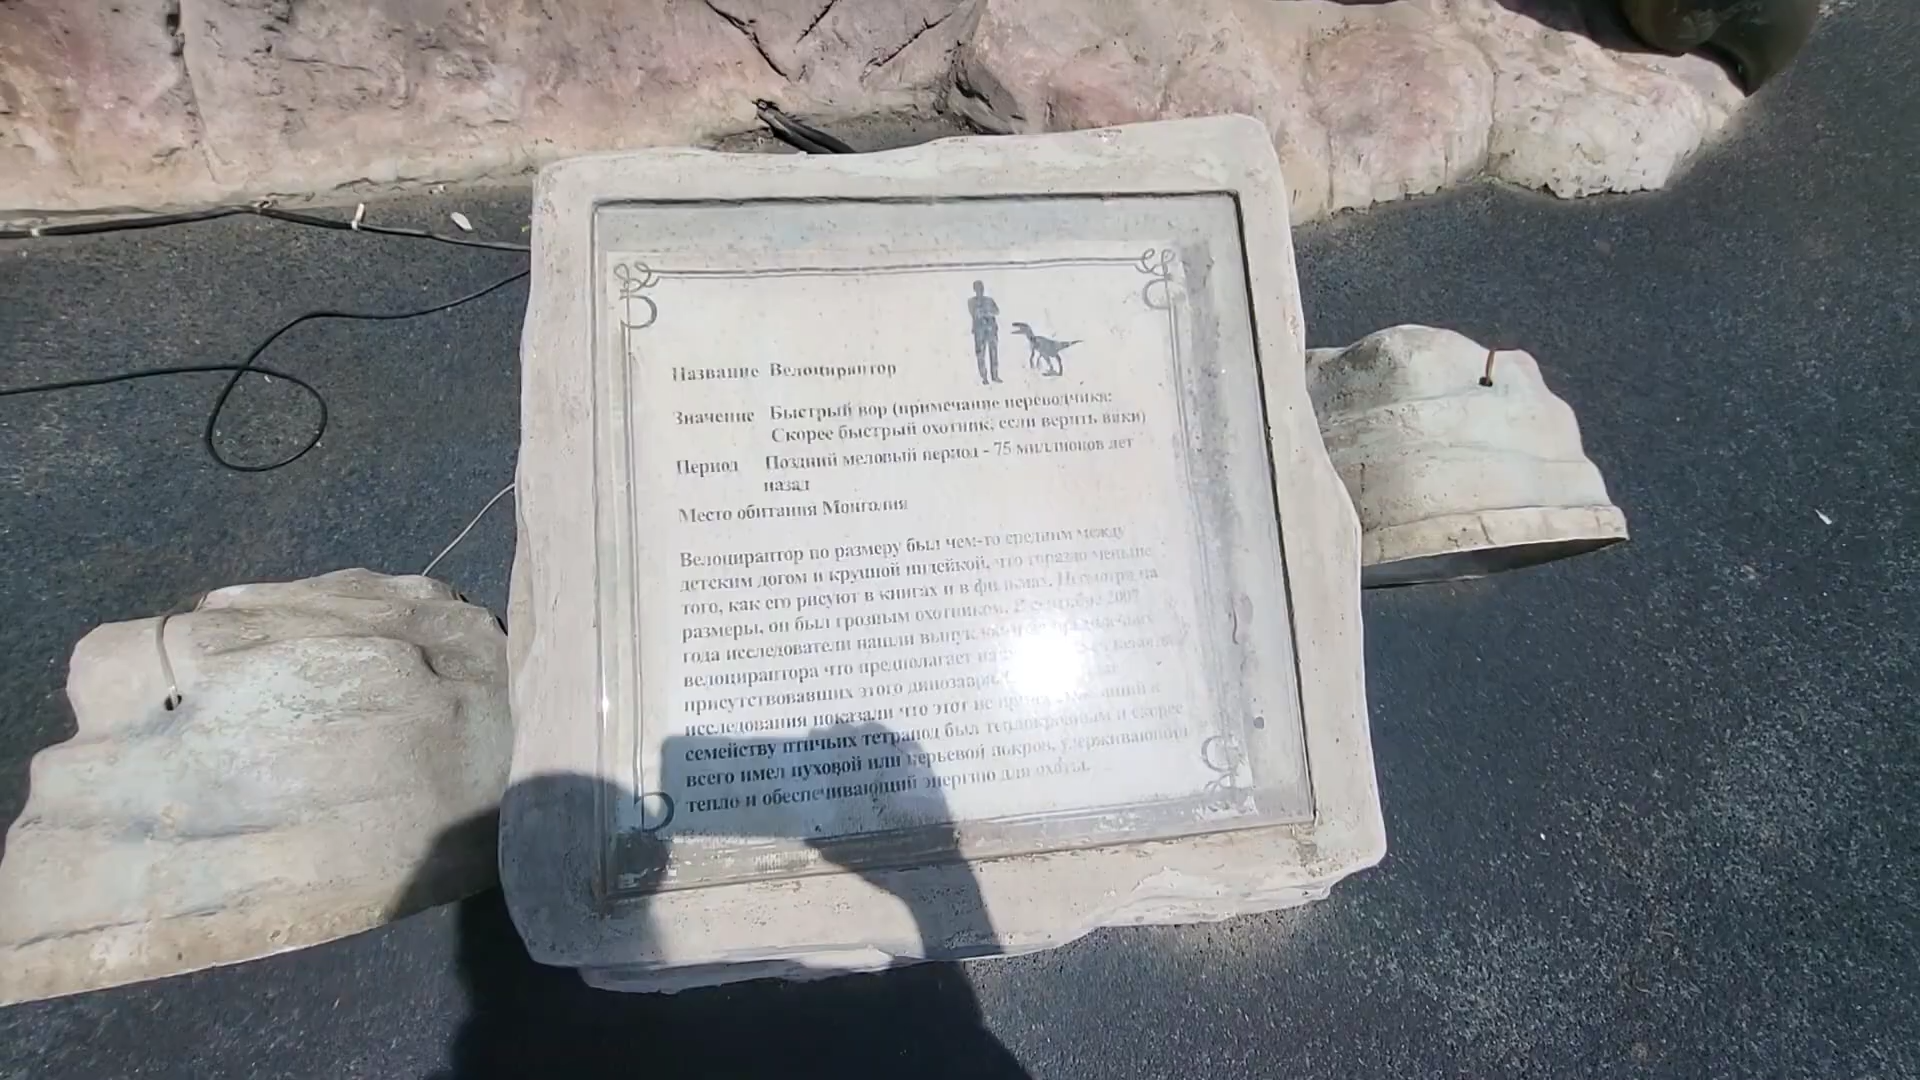 Название Велоцираптор
Значение Быстрый вор (примечание переводчика:
Скорее быстрый охотник, если верить вики)
Период Поздний меловый период - 75 миллионов лет
назад
Место обитания Монголия
Велоцираптор по размеру был чем-то средним между
детским догом и крупной индейкой, что гораздо меньше
того, как его рисуют в книгах и в фильмах. Несмотря на
размеры, он был грозным охотником. В сентябре 2007
года исследователи нашли выпук
велоцираптора что предполагает
присутствовавших этого динозавра
исследования показали что этот не
семейству птичьих тетрапод был теплокровным и скорее
всего имел пуховой или перьевой покров, удерживающий
тепло и обеспечивающий энергию для охоты.